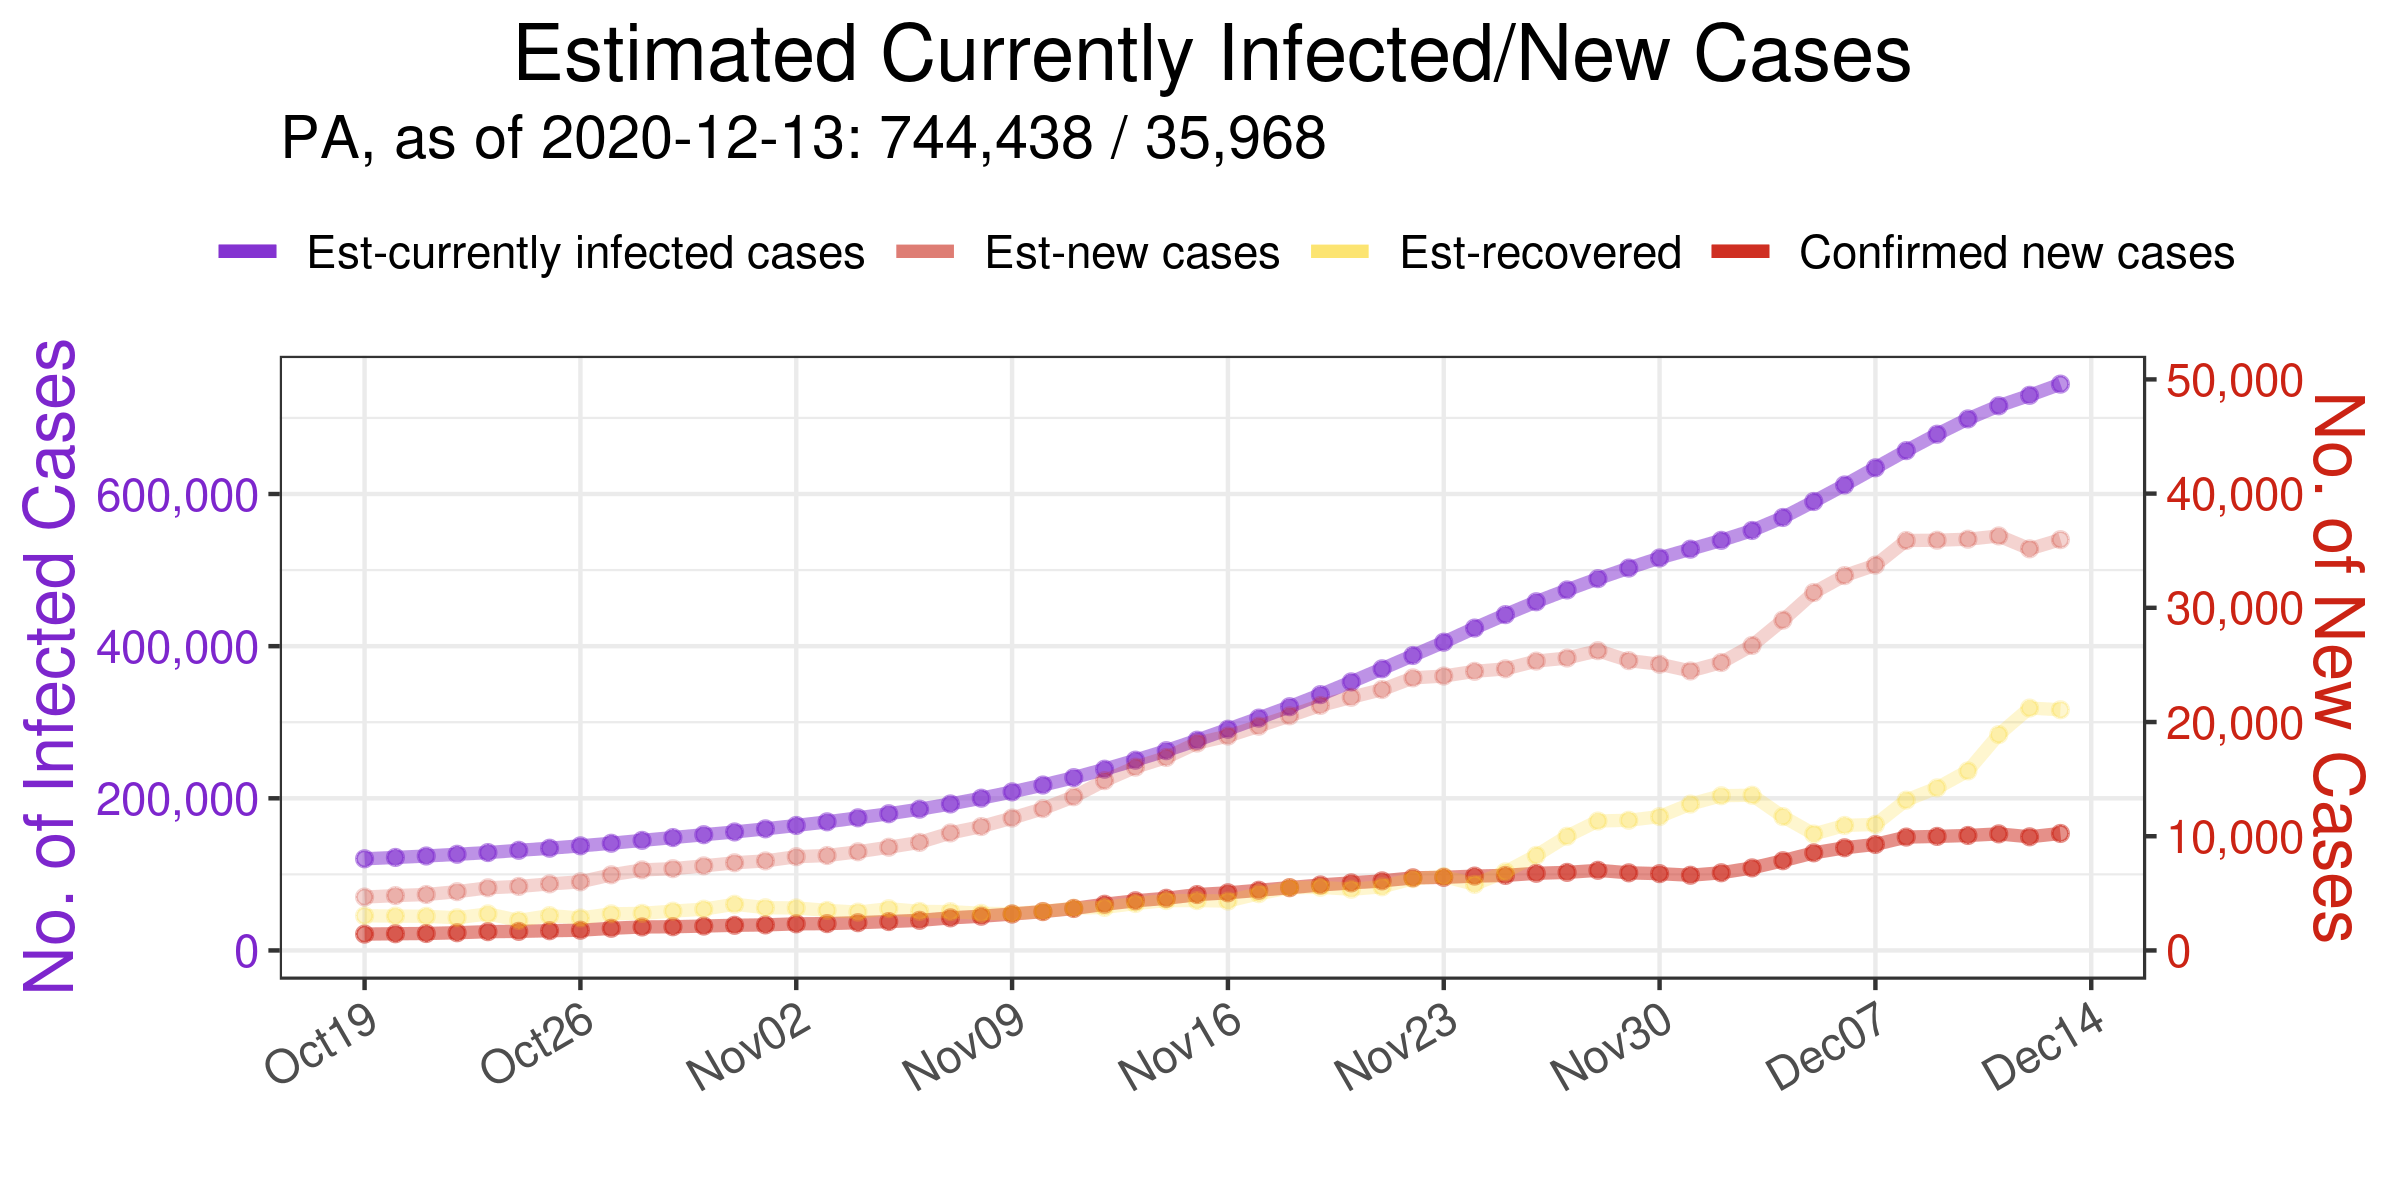 Estimated Currently Infected/New Cases
PA, as of 2020-12-13: 744,438 / 35,968
Est-currently infected cases Est-new cases Est-recovered Confirmed new cases
No. of Infected Cases
600,000
400,000
200,000
0
50,000
40,000
30,000
20,000
10,000
0
No. of New Cases
Oct19 Oct26 Nov02 Nov09 Nov16 Nov23 Nov30 Dec07 Dec14